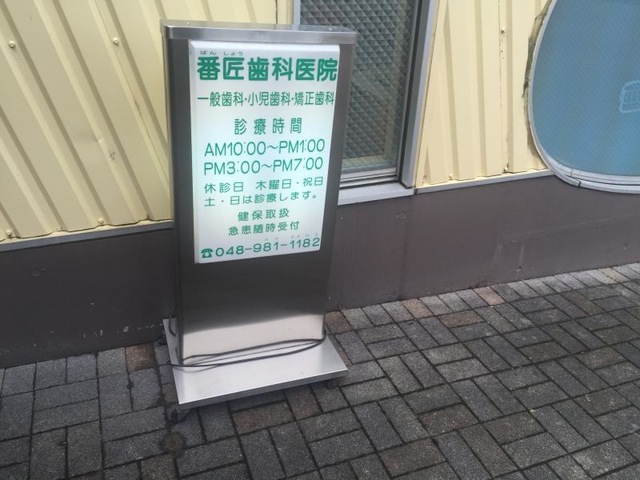 ばん しょう
番匠歯科医院
一般歯科・小児歯科・矯正歯科
診療時間
AM10:00〜PM1:00
PM3:00〜PM7:00
休診日 木曜日・祝日
土・日は診療します。
健保取扱
急患随時受付
☎048-981-1182